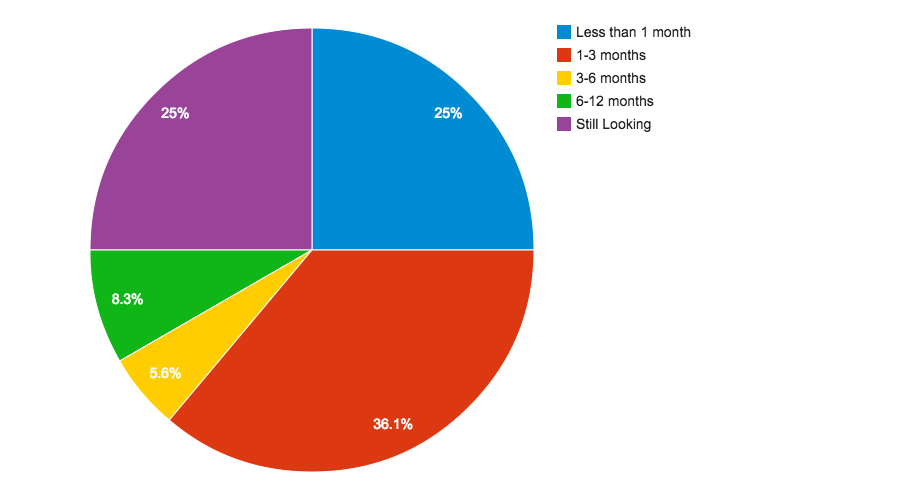 Less than 1 month
1-3 months
3-6 months
6-12 months
Still Looking
25%
25%
8.3%
5.6%
36.1%